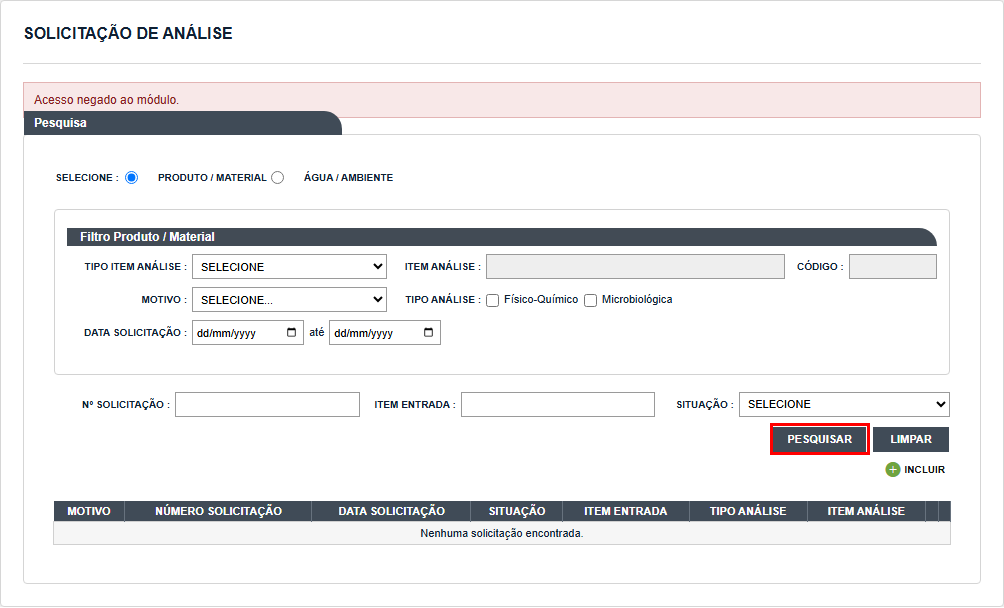 SOLICITAÇÃO DE ANÁLISE
Acesso negado ao módulo.
Pesquisa
SELECIONE : PRODUTO / MATERIAL ÁGUA / AMBIENTE
Filtro Produto / Material
TIPO ITEM ANÁLISE : SELECIONE ITEM ANÁLISE : CÓDIGO :
MOTIVO : SELECIONE... TIPO ANÁLISE : Físico-Químico Microbiológica
DATA SOLICITAÇÃO : dd/mm/yyyy até dd/mm/yyyy
Nº SOLICITAÇÃO : ITEM ENTRADA : SITUAÇÃO : SELECIONE
PESQUISAR LIMPAR
INCLUIR
MOTIVO NÚMERO SOLICITAÇÃO DATA SOLICITAÇÃO SITUAÇÃO ITEM ENTRADA TIPO ANÁLISE ITEM ANÁLISE
Nenhuma solicitação encontrada.